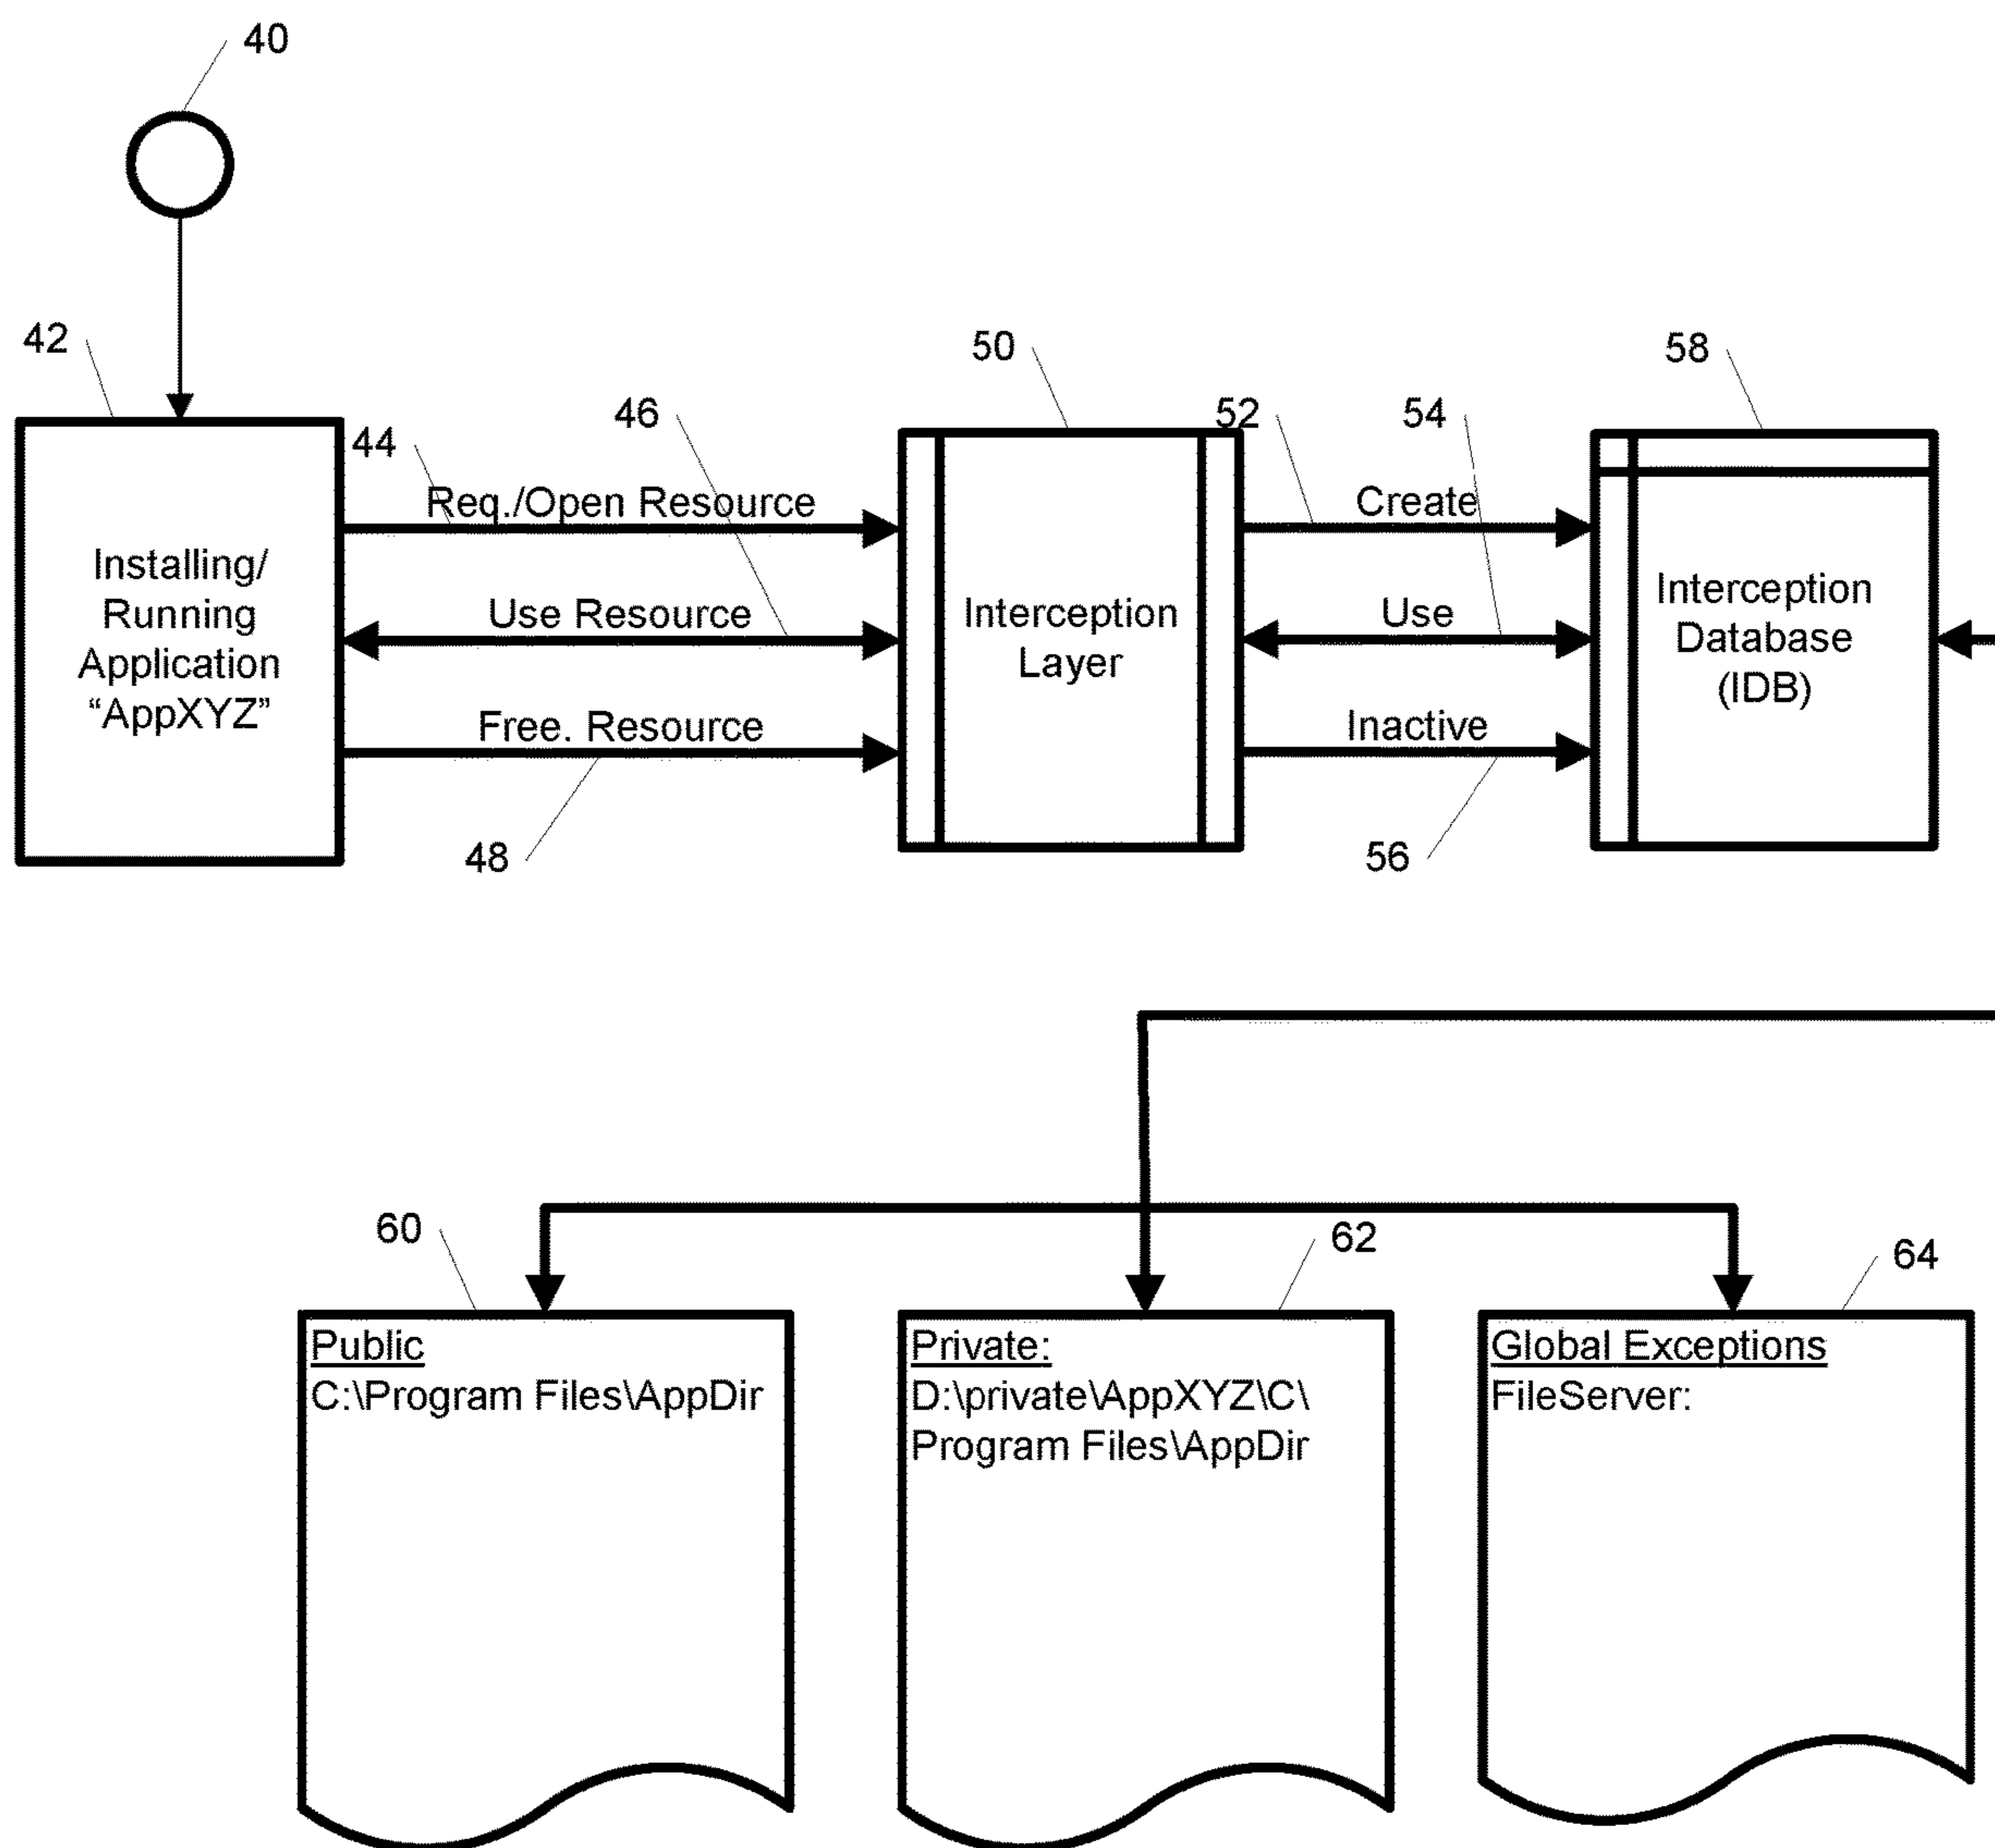 40
42
50
58
46
52
54
44
Req./Open Resource
Create
Installing/
Running
Application
“AppXYZ”
Use Resource
Interception
Layer
Use
Interception
Database
(IDB)
Free. Resource
Inactive
48
56
60
62
64
Public
C:\Program Files\AppDir
Private:
D:\private\AppXYZ\C\
Program Files\AppDir
Global Exceptions
FileServer: